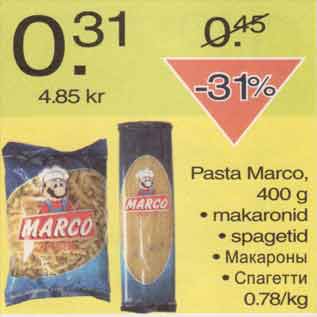 0.31
0.45
4.85 kr
-31%
MARCO
MARCO
Pasta Marco,
400 g
• makaronid
• spagetid
• Макароны
• Спагетти
0.78/kg